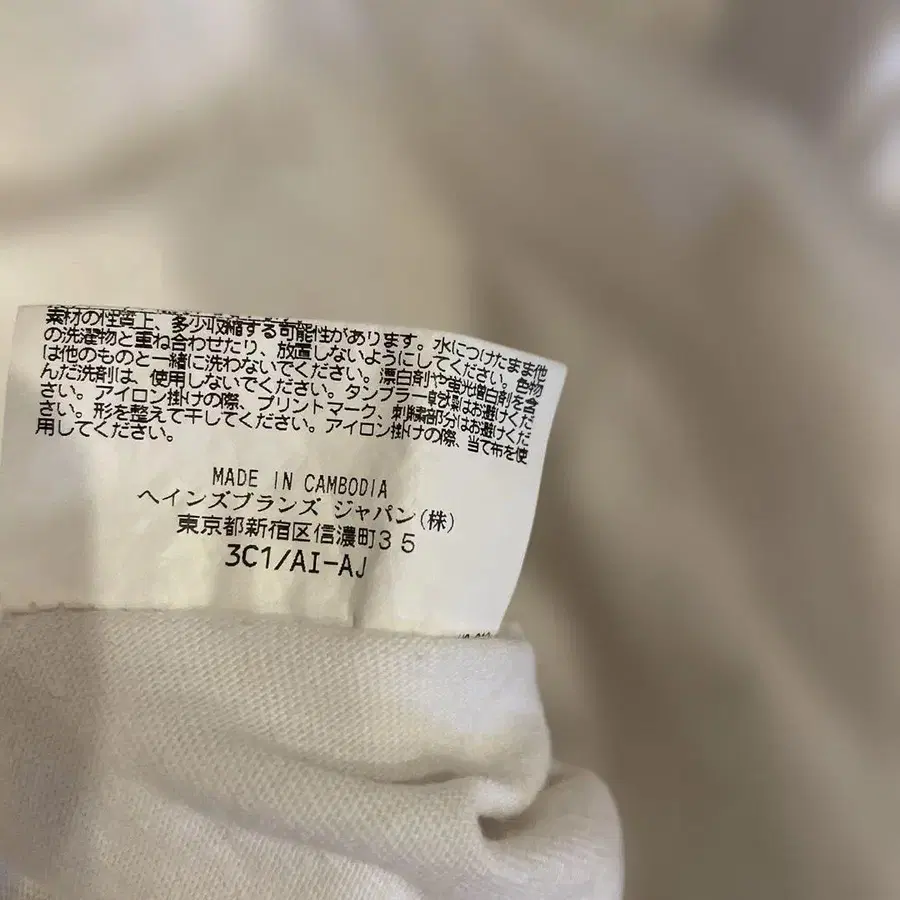 素材の性質上、多少収縮する可能性があります。水につけたまま他
の洗濯物と重ね合わせたり、放置しないようにしてください。色物
は他のものと一緒に洗わないでください。漂白剤や蛍光増白剤を含
んだ洗剤は、使用しないでください。タンブラー乾燥はお避けくだ
さい。アイロン掛けの際、プリントマーク、刺繍部分はお避けくだ
さい。形を整えて干してください。アイロン掛けの際、当て布を使
用してください。
MADE IN CAMBODIA
ヘインズブランズ ジャパン(株)
東京都新宿区信濃町35
3C1/AI-AJ